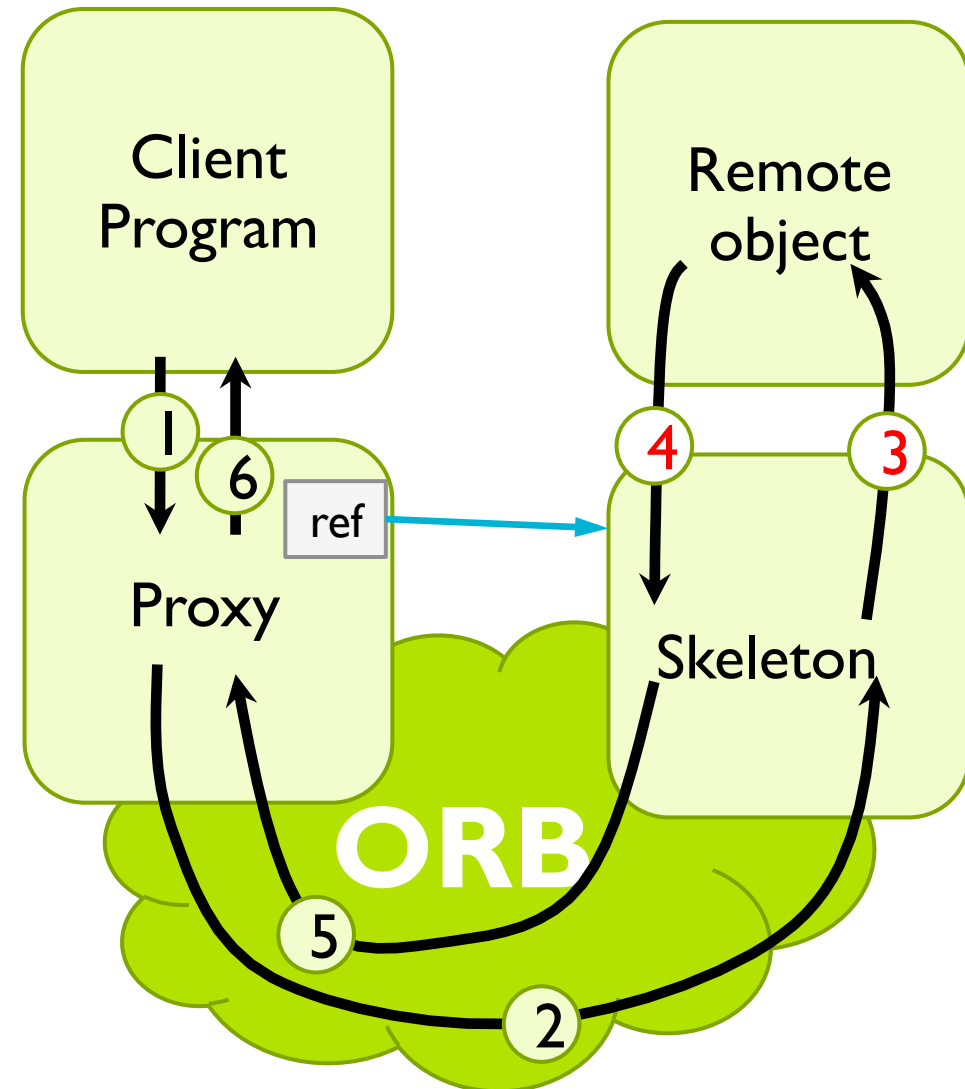 Client
Program
Remote
object
1
6
4
3
ref
Proxy
Skeleton
ORB
5
2